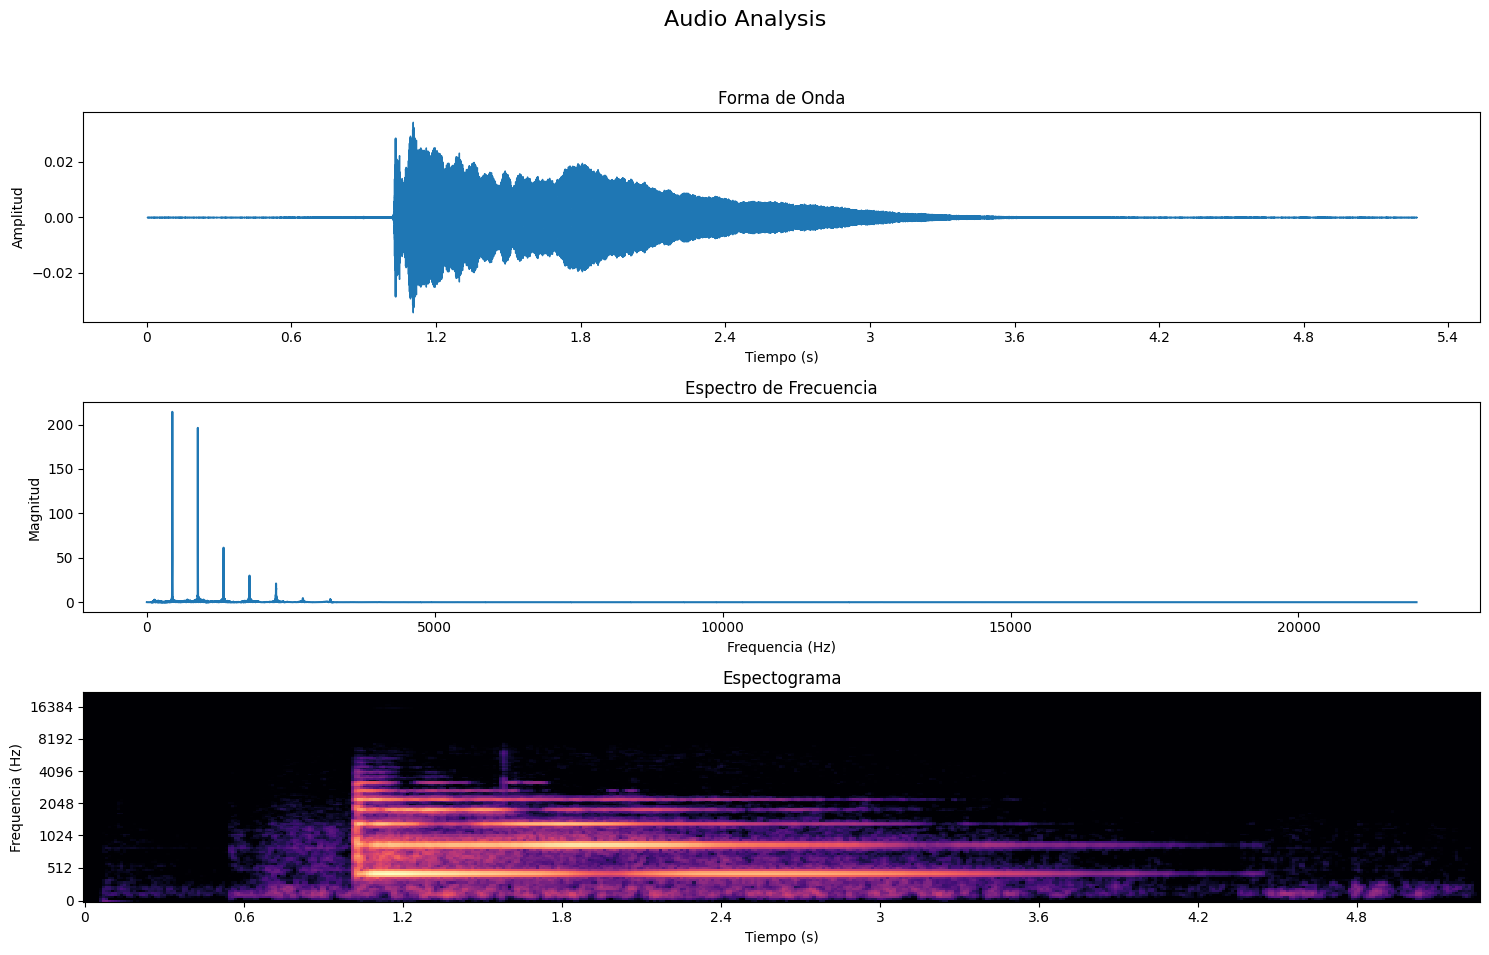 Audio Analysis
Forma de Onda
Amplitud
0.02
0.00
−0.02
0 0.6 1.2 1.8 2.4 3 3.6 4.2 4.8 5.4
Tiempo (s)
Espectro de Frecuencia
Magnitud
200
150
100
50
0
0 5000 10000 15000 20000
Frequencia (Hz)
Espectograma
Frequencia (Hz)
16384
8192
4096
2048
1024
512
0
0 0.6 1.2 1.8 2.4 3 3.6 4.2 4.8
Tiempo (s)